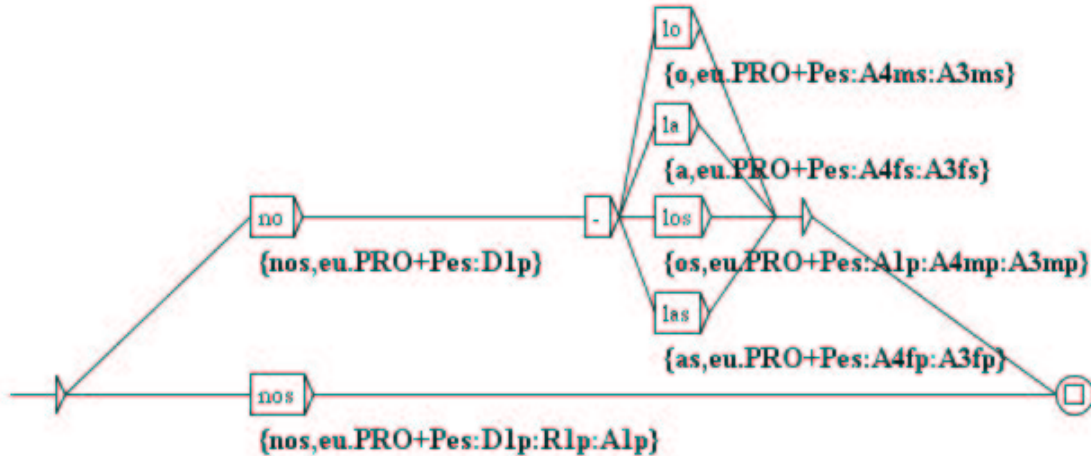 lo
{o,eu.PRO+Pes:A4ms:A3ms}
la
{a,eu.PRO+Pes:A4fs:A3fs}
no - los
{nos,eu.PRO+Pes:D1p} {os,eu.PRO+Pes:A1p:A4mp:A3mp}
las
{as,eu.PRO+Pes:A4fp:A3fp}
nos
{nos,eu.PRO+Pes:D1p:R1p:A1p}